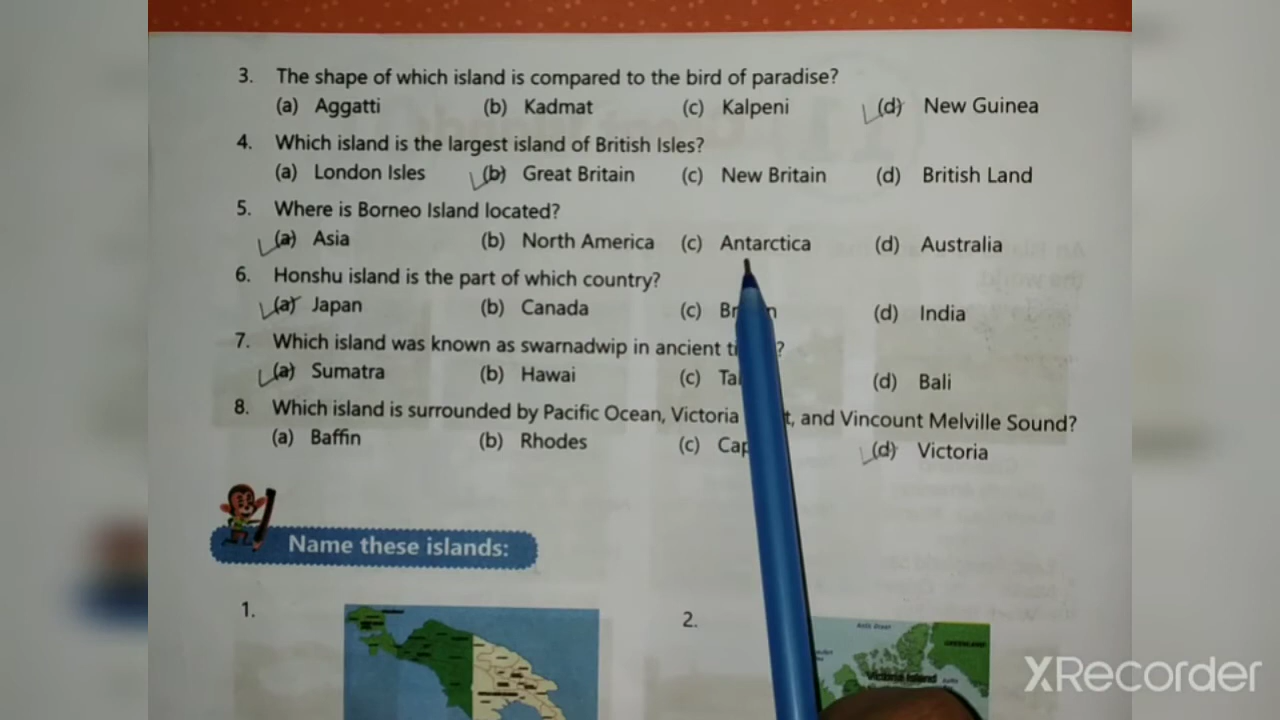 3. The shape of which island is compared to the bird of paradise?
(a) Aggatti (b) Kadmat (c) Kalpeni (d) New Guinea
4. Which island is the largest island of British Isles?
(a) London Isles (b) Great Britain (c) New Britain (d) British Land
5. Where is Borneo Island located?
(a) Asia (b) North America (c) Antarctica (d) Australia
6. Honshu island is the part of which country?
(a) Japan (b) Canada (c) (d) India
7. Which island was known as swarnadwip in ancient ?
(a) Sumatra (b) Hawai (c) (d) Bali
8. Which island is surrounded by Pacific Ocean, Victoria and Vincount Melville Sound?
(a) Baffin (b) Rhodes (c) (d) Victoria
Name these islands:
1. 2.
GREENLAND
Victoria Island
XRecorder